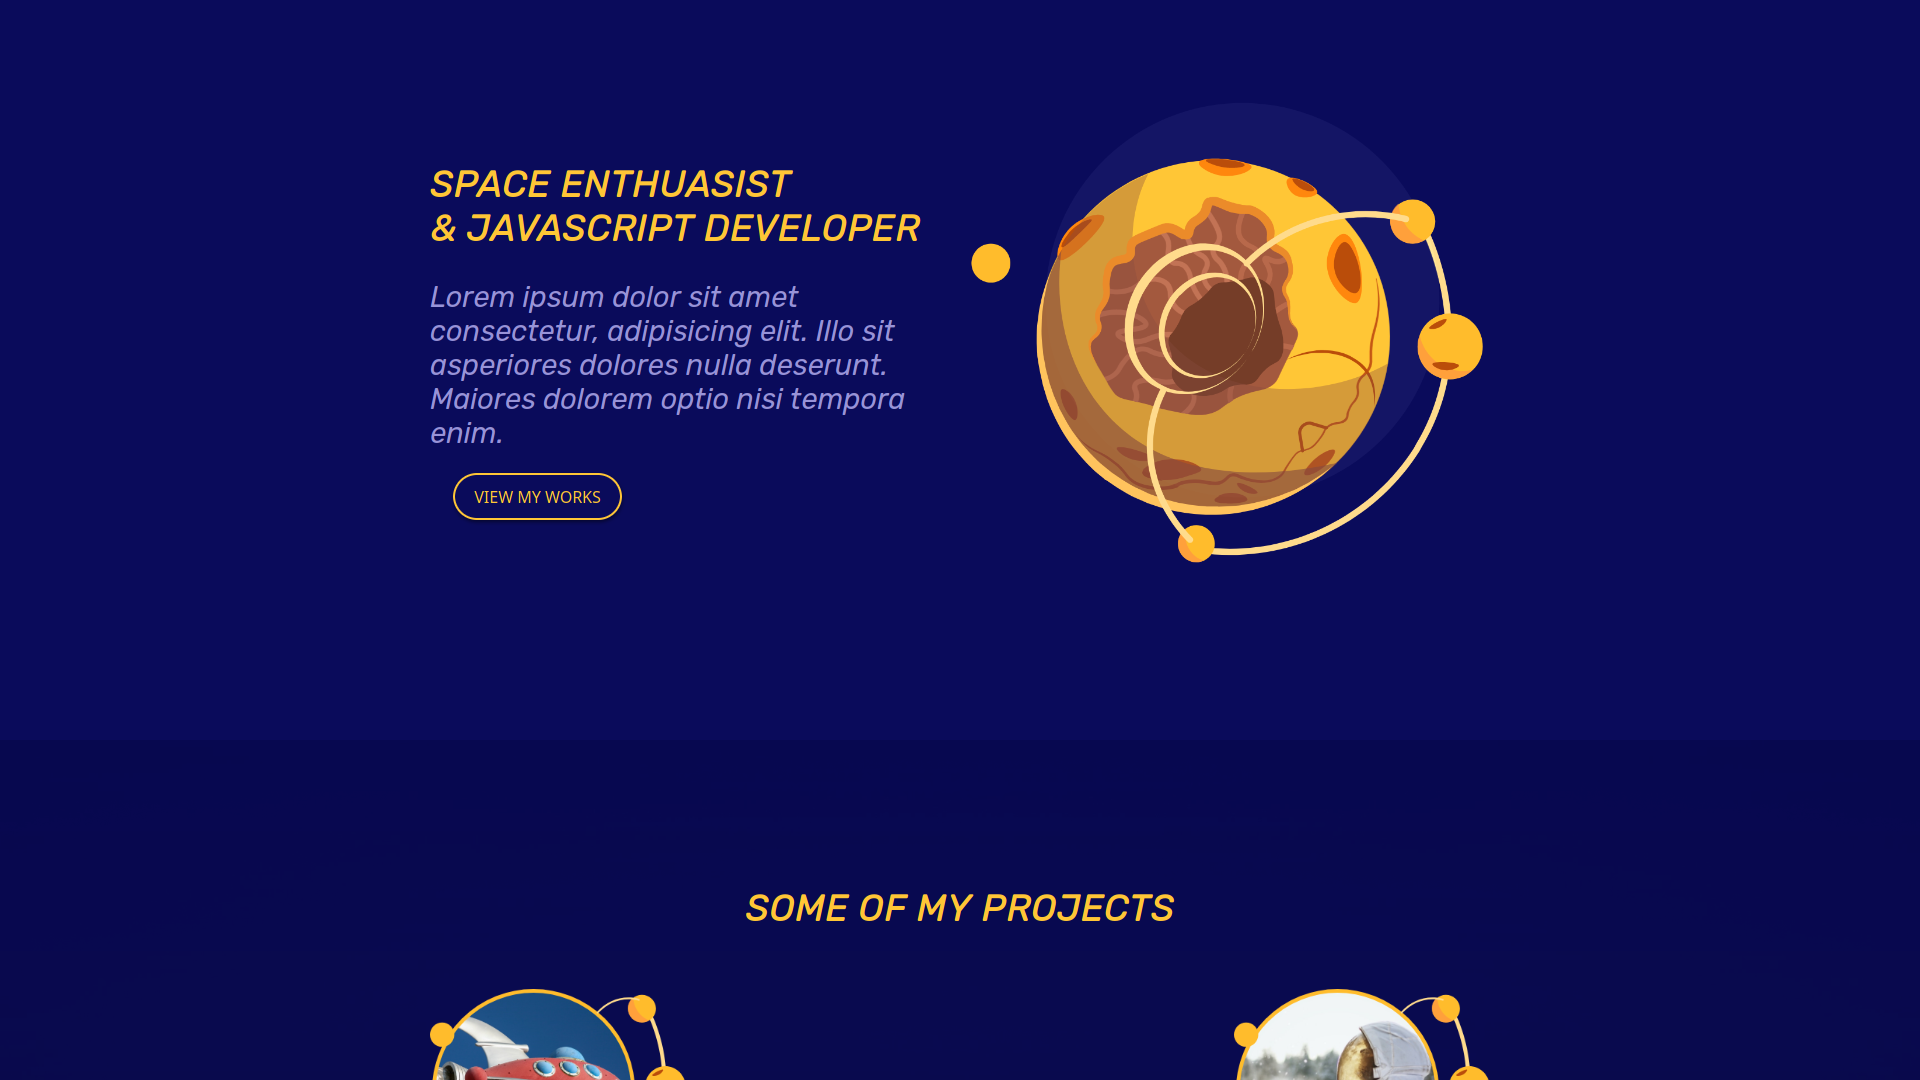 SPACE ENTHUASIST
& JAVASCRIPT DEVELOPER
Lorem ipsum dolor sit amet
consectetur, adipisicing elit. Illo sit
asperiores dolores nulla deserunt.
Maiores dolorem optio nisi tempora
enim.
VIEW MY WORKS
SOME OF MY PROJECTS